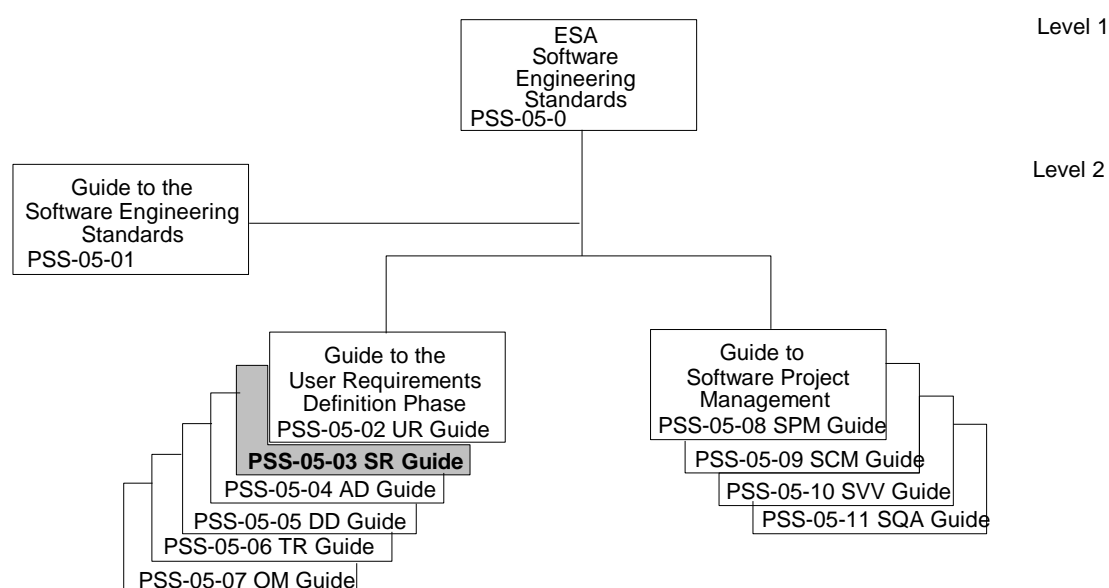 ESA
Software
Engineering
Standards
PSS-05-0
Level 1
Level 2
Guide to the
Software Engineering
Standards
PSS-05-01
Guide to the
User Requirements
Definition Phase
PSS-05-02 UR Guide
PSS-05-03 SR Guide
PSS-05-04 AD Guide
PSS-05-05 DD Guide
PSS-05-06 TR Guide
PSS-05-07 OM Guide
Guide to
Software Project
Management
PSS-05-08 SPM Guide
PSS-05-09 SCM Guide
PSS-05-10 SVV Guide
PSS-05-11 SQA Guide